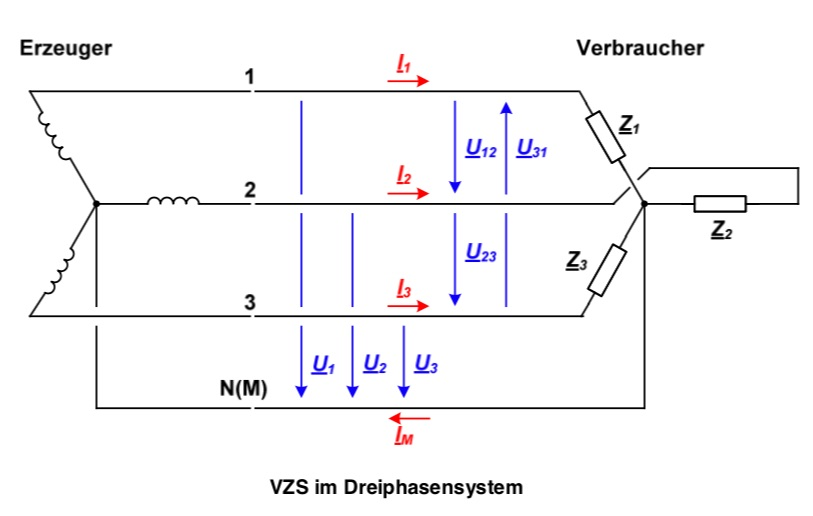 Erzeuger
Verbraucher
1
I1
Z1
U12
U31
2
I2
Z2
U23
Z3
3
I3
U1
U2
U3
N(M)
IM
VZS im Dreiphasensystem